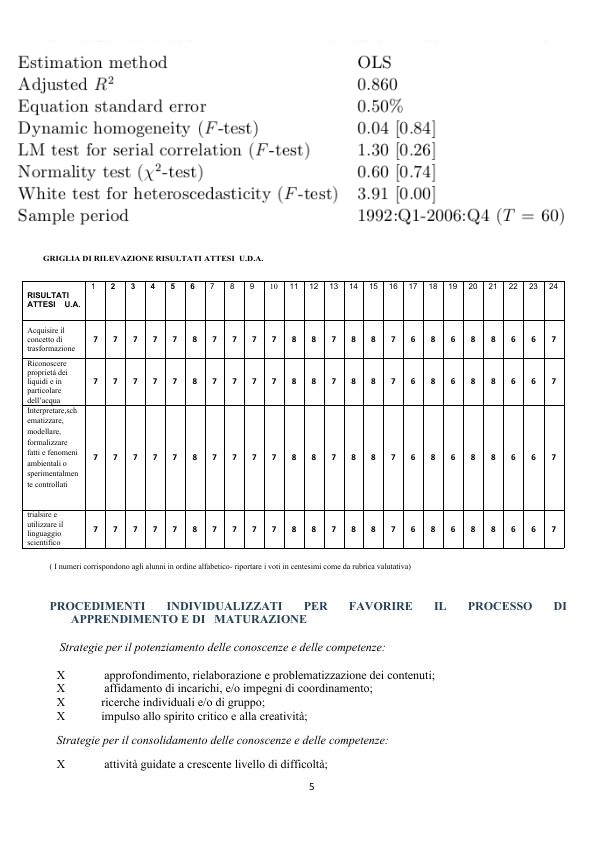 Estimation method OLS
Adjusted R² 0.860
Equation standard error 0.50%
Dynamic homogeneity (F-test) 0.04 [0.84]
LM test for serial correlation (F-test) 1.30 [0.26]
Normality test (χ²-test) 0.60 [0.74]
White test for heteroscedasticity (F-test) 3.91 [0.00]
Sample period 1992:Q1-2006:Q4 (T = 60)
GRIGLIA DI RILEVAZIONE RISULTATI ATTESI U.D.A.
RISULTATI
ATTESI U.A.
1 2 3 4 5 6 7 8 9 10 11 12 13 14 15 16 17 18 19 20 21 22 23 24
Acquisire il
concetto di
trasformazione
7 7 7 7 7 8 7 7 7 7 8 8 7 8 8 7 6 8 6 8 8 6 6 7
Riconoscere
proprietà dei
liquidi e in
particolare
dell'acqua
7 7 7 7 7 8 7 7 7 7 8 8 7 8 8 7 6 8 6 8 8 6 6 7
Interpretare,sch
ematizzare,
modellare,
formalizzare
fatti e fenomeni
ambientali o
sperimentalmen
te controllati
7 7 7 7 7 8 7 7 7 7 8 8 7 8 8 7 6 8 6 8 8 6 6 7
trialsire e
utilizzare il
linguaggio
scientifico
7 7 7 7 7 8 7 7 7 7 8 8 7 8 8 7 6 8 6 8 8 6 6 7
( I numeri corrispondono agli alunni in ordine alfabetico- riportare i voti in centesimi come da rubrica valutativa)
PROCEDIMENTI INDIVIDUALIZZATI PER FAVORIRE IL PROCESSO DI
APPRENDIMENTO E DI MATURAZIONE
Strategie per il potenziamento delle conoscenze e delle competenze:
X approfondimento, rielaborazione e problematizzazione dei contenuti;
X affidamento di incarichi, e/o impegni di coordinamento;
X ricerche individuali e/o di gruppo;
X impulso allo spirito critico e alla creatività;
Strategie per il consolidamento delle conoscenze e delle competenze:
X attività guidate a crescente livello di difficoltà;
5